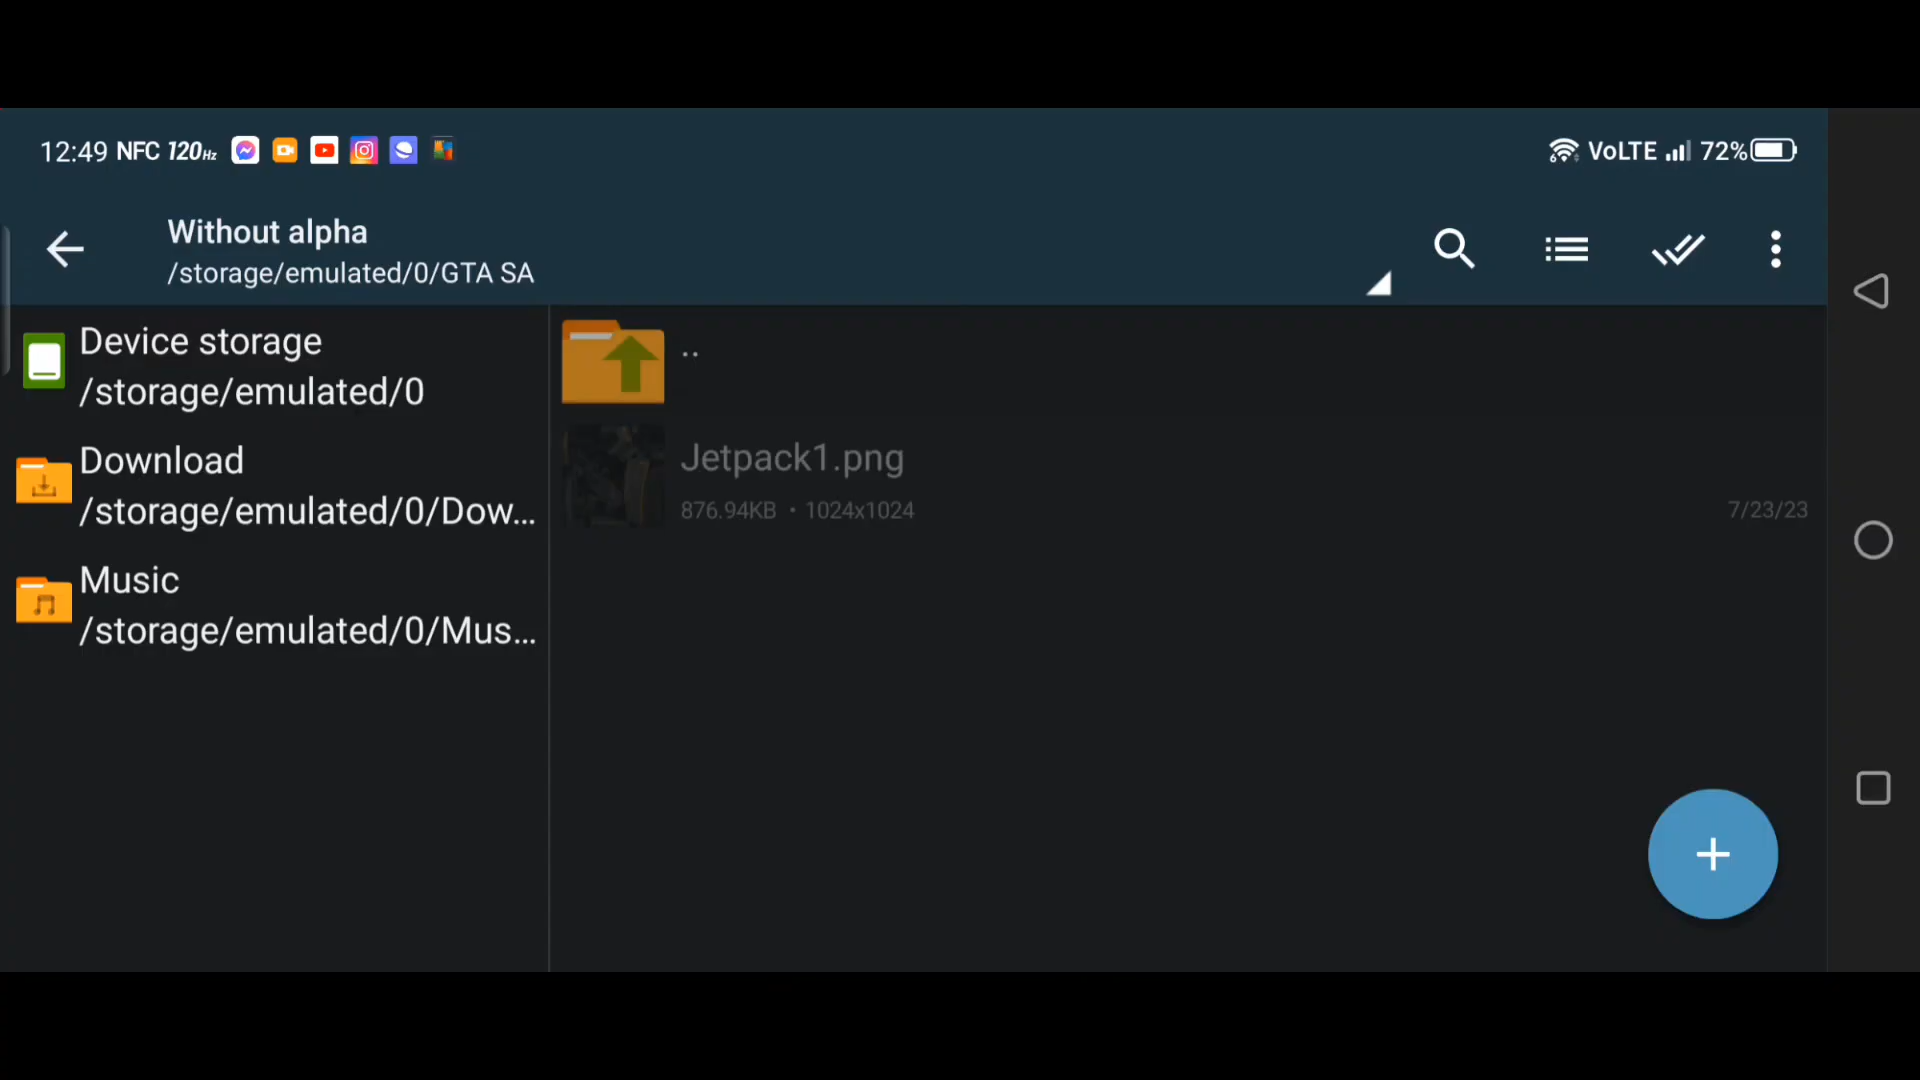 12:49 NFC 120Hz
VoLTE 72%
Without alpha
/storage/emulated/0/GTA SA
Device storage
/storage/emulated/0
Download
/storage/emulated/0/Dow...
Music
/storage/emulated/0/Mus...
..
Jetpack1.png
876.94KB • 1024x1024
7/23/23